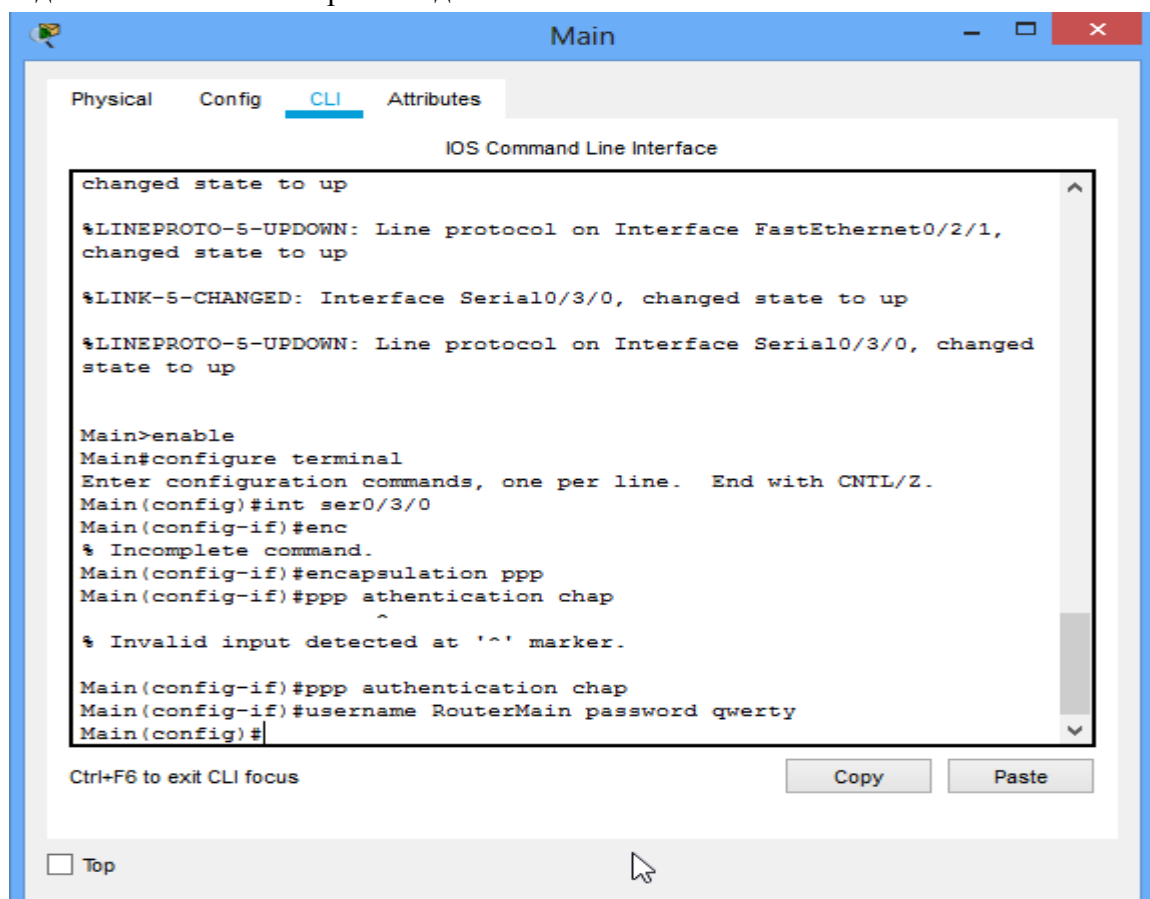 Main
Physical Config CLI Attributes
IOS Command Line Interface
changed state to up
%LINEPROTO-5-UPDOWN: Line protocol on Interface FastEthernet0/2/1,
changed state to up
%LINK-5-CHANGED: Interface Serial0/3/0, changed state to up
%LINEPROTO-5-UPDOWN: Line protocol on Interface Serial0/3/0, changed
state to up
Main>enable
Main#configure terminal
Enter configuration commands, one per line.  End with CNTL/Z.
Main(config)#int ser0/3/0
Main(config-if)#enc
% Incomplete command.
Main(config-if)#encapsulation ppp
Main(config-if)#ppp athentication chap
^
% Invalid input detected at '^' marker.
Main(config-if)#ppp authentication chap
Main(config-if)#username RouterMain password qwerty
Main(config)#
Ctrl+F6 to exit CLI focus
Copy Paste
Top